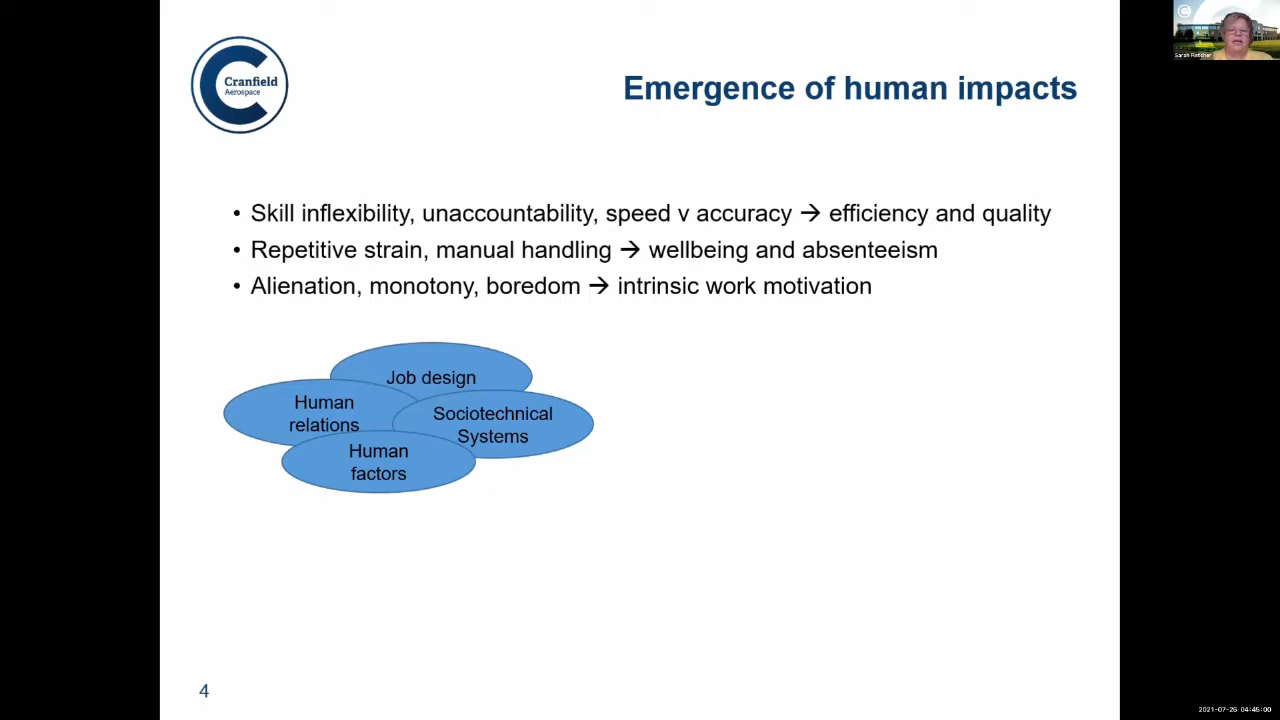 Cranfield
Aerospace
Emergence of human impacts
• Skill inflexibility, unaccountability, speed v accuracy → efficiency and quality
• Repetitive strain, manual handling → wellbeing and absenteeism
• Alienation, monotony, boredom → intrinsic work motivation
Job design
Human
relations
Sociotechnical
Systems
Human
factors
4
Sarah Fletcher
2021-07-26 04:45:00